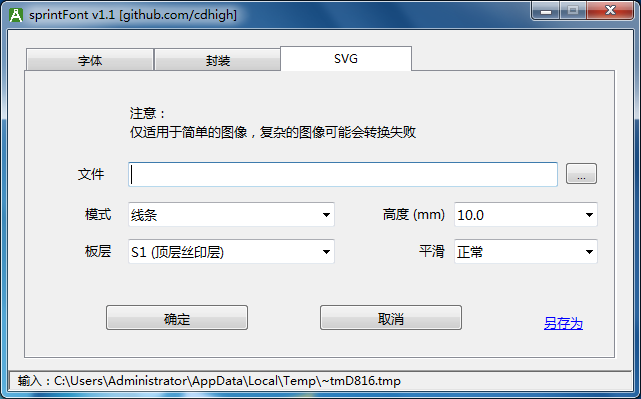 sprintFont v1.1 [github.com/cdhigh]
字体 封装 SVG
注意：
仅适用于简单的图像，复杂的图像可能会转换失败
文件 ...
模式 线条 高度 (mm) 10.0
板层 S1 (顶层丝印层) 平滑 正常
确定 取消 另存为
输入：C:\Users\Administrator\AppData\Local\Temp\~tmD816.tmp